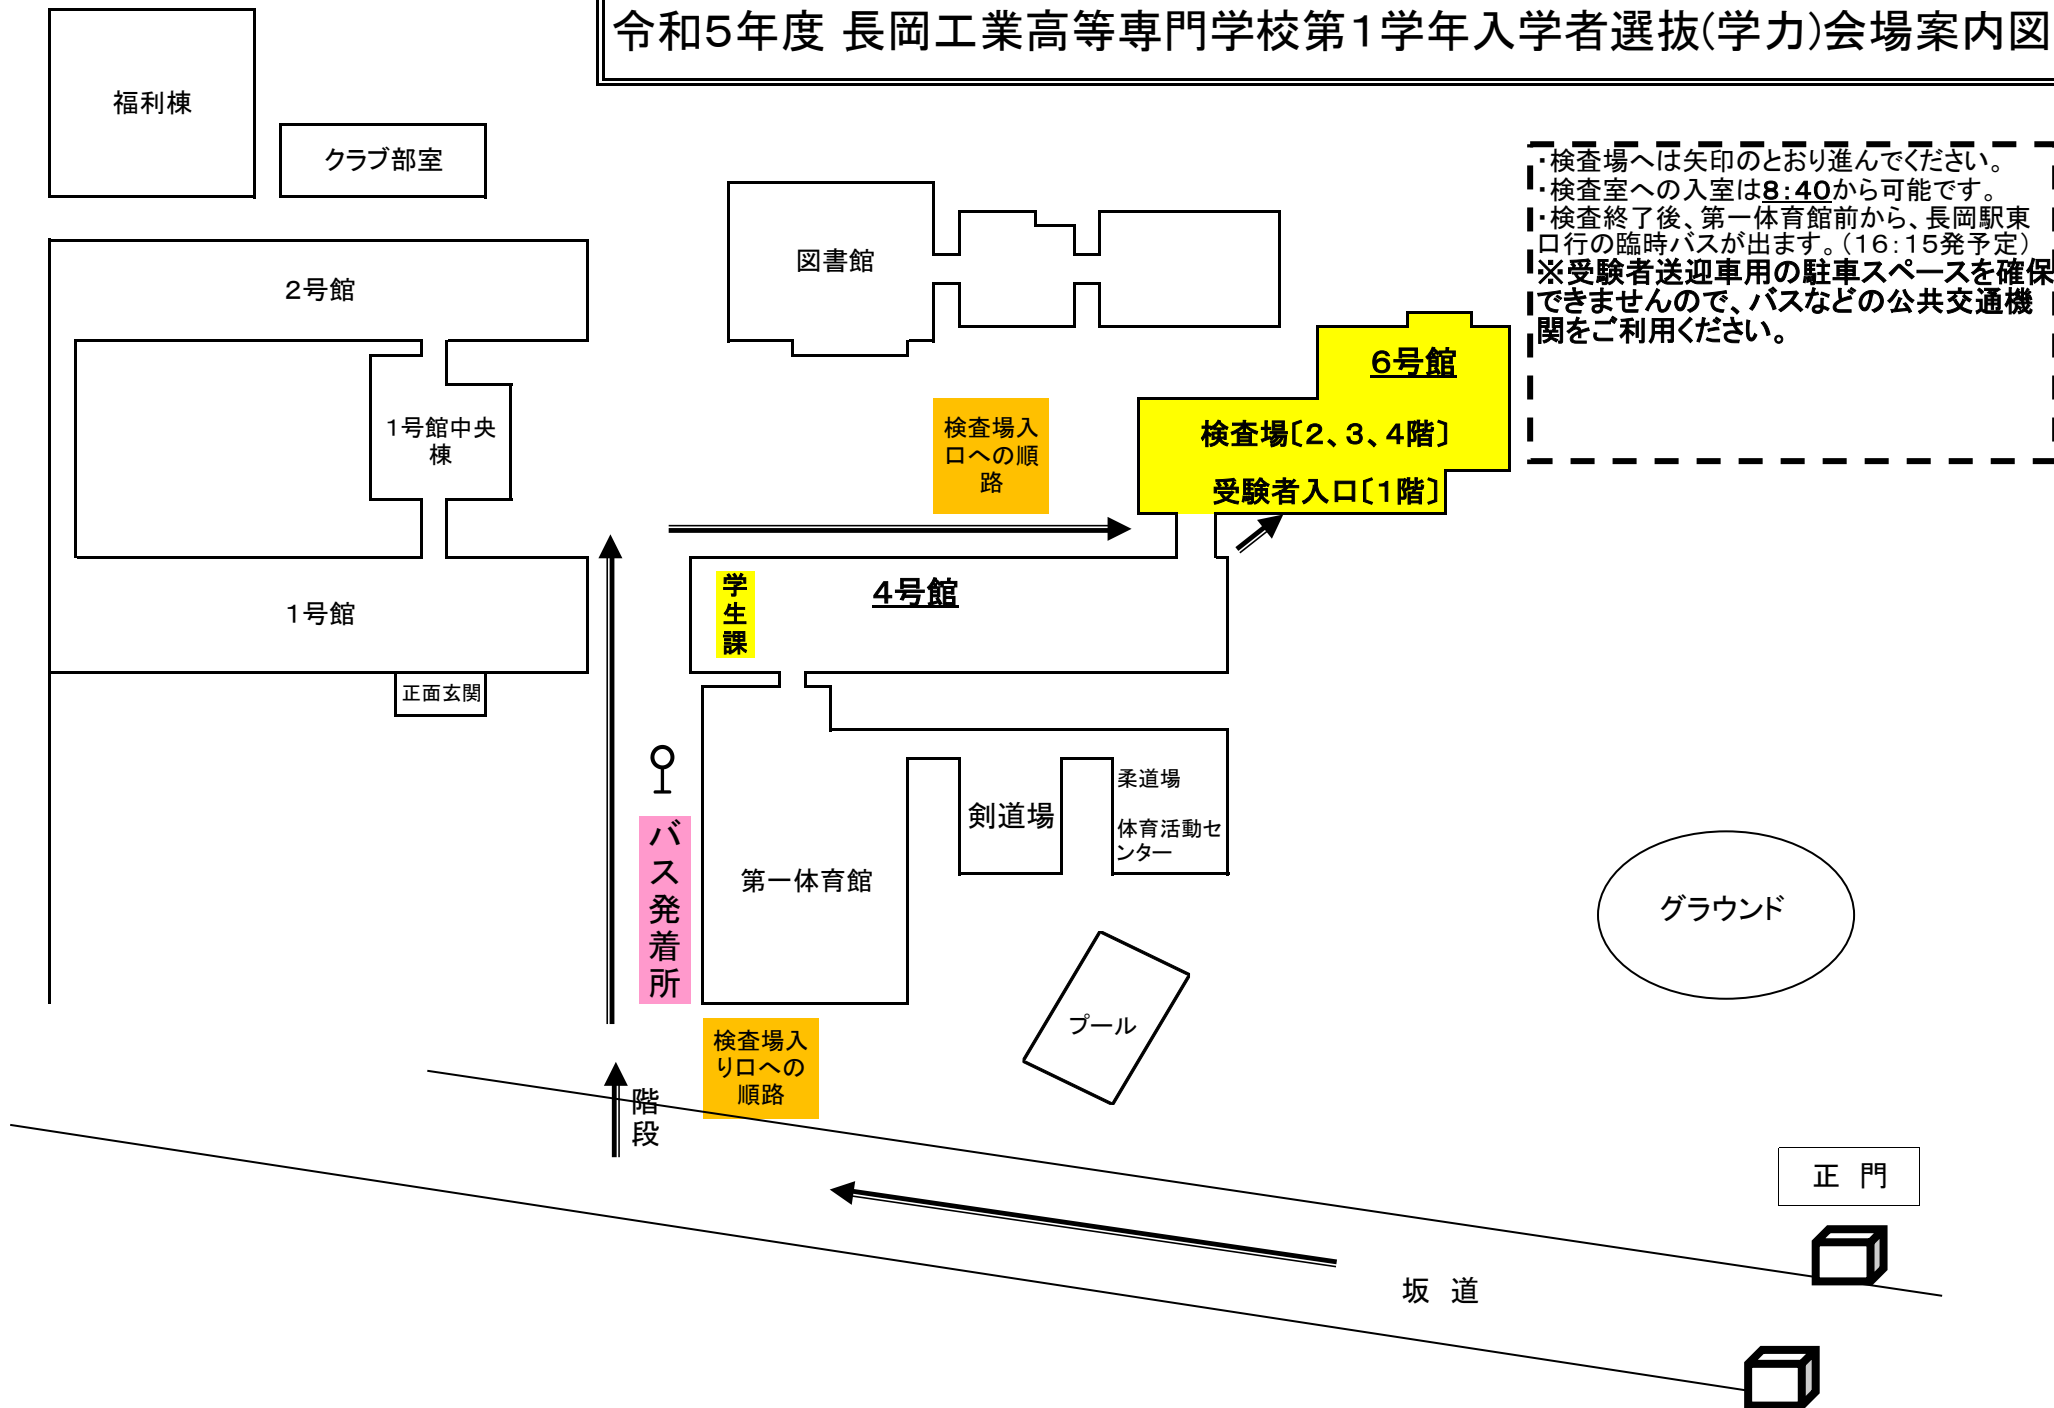 令和5年度 長岡工業高等専門学校第1学年入学者選抜(学力)会場案内図
福利棟
クラブ部室
・検査場へは矢印のとおり進んでください。
・検査室への入室は8:40から可能です。
・検査終了後、第一体育館前から、長岡駅東
口行の臨時バスが出ます。(16:15発予定)
※受験者送迎車用の駐車スペースを確保
できませんので、バスなどの公共交通機
関をご利用ください。
図書館
2号館
6号館
1号館中央
棟
検査場入
口への順
路
検査場〔2、3、4階〕
受験者入口〔1階〕
学
生
課
4号館
1号館
正面玄関
柔道場
剣道場
体育活動セ
ンター
バ
ス
発
着
所
第一体育館
グラウンド
プール
検査場入
り口への
順路
階
段
正 門
坂 道